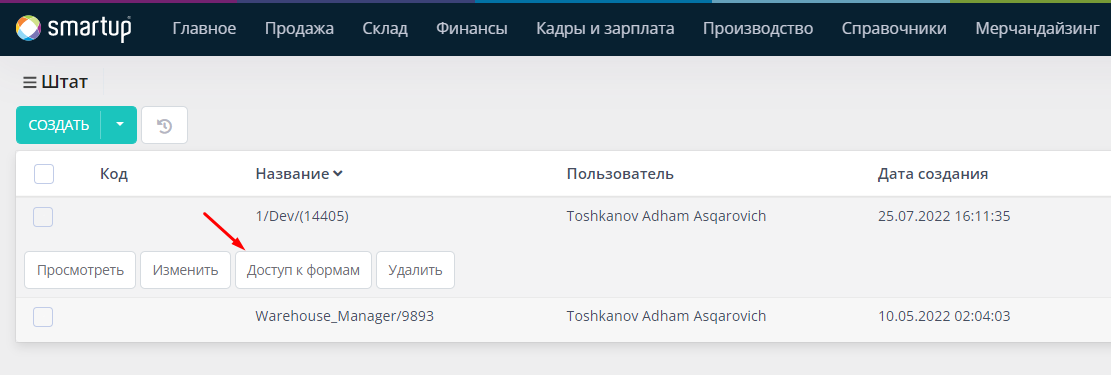 smartup Главное Продажа Склад Финансы Кадры и зарплата Производство Справочники Мерчандайзинг
Штат
СОЗДАТЬ
Код Название Пользователь Дата создания
1/Dev/(14405) Toshkanov Adham Asqarovich 25.07.2022 16:11:35
Просмотреть Изменить Доступ к формам Удалить
Warehouse_Manager/9893 Toshkanov Adham Asqarovich 10.05.2022 02:04:03